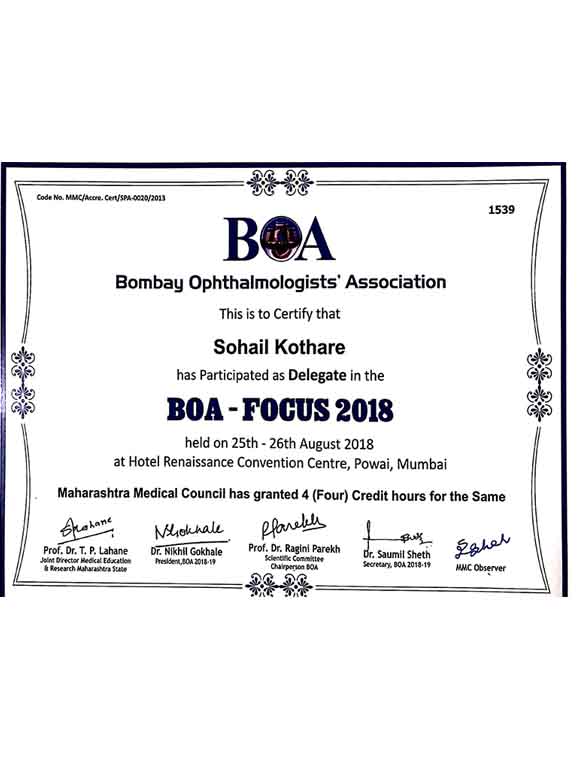 Code No. MMC/Accre. Cert/SPA-0020/2013
1539
BOA
Bombay Ophthalmologists' Association
This is to Certify that
Sohail Kothare
has Participated as Delegate in the
BOA - FOCUS 2018
held on 25th - 26th August 2018
at Hotel Renaissance Convention Centre, Powai, Mumbai
Maharashtra Medical Council has granted 4 (Four) Credit hours for the Same
Prof. Dr. T. P. Lahane
Joint Director Medical Education
& Research Maharashtra State
Dr. Nikhil Gokhale
President, BOA 2018-19
Prof. Dr. Ragini Parekh
Scientific Committee
Chairperson BOA
Dr. Saumil Sheth
Secretary, BOA 2018-19
MMC Observer